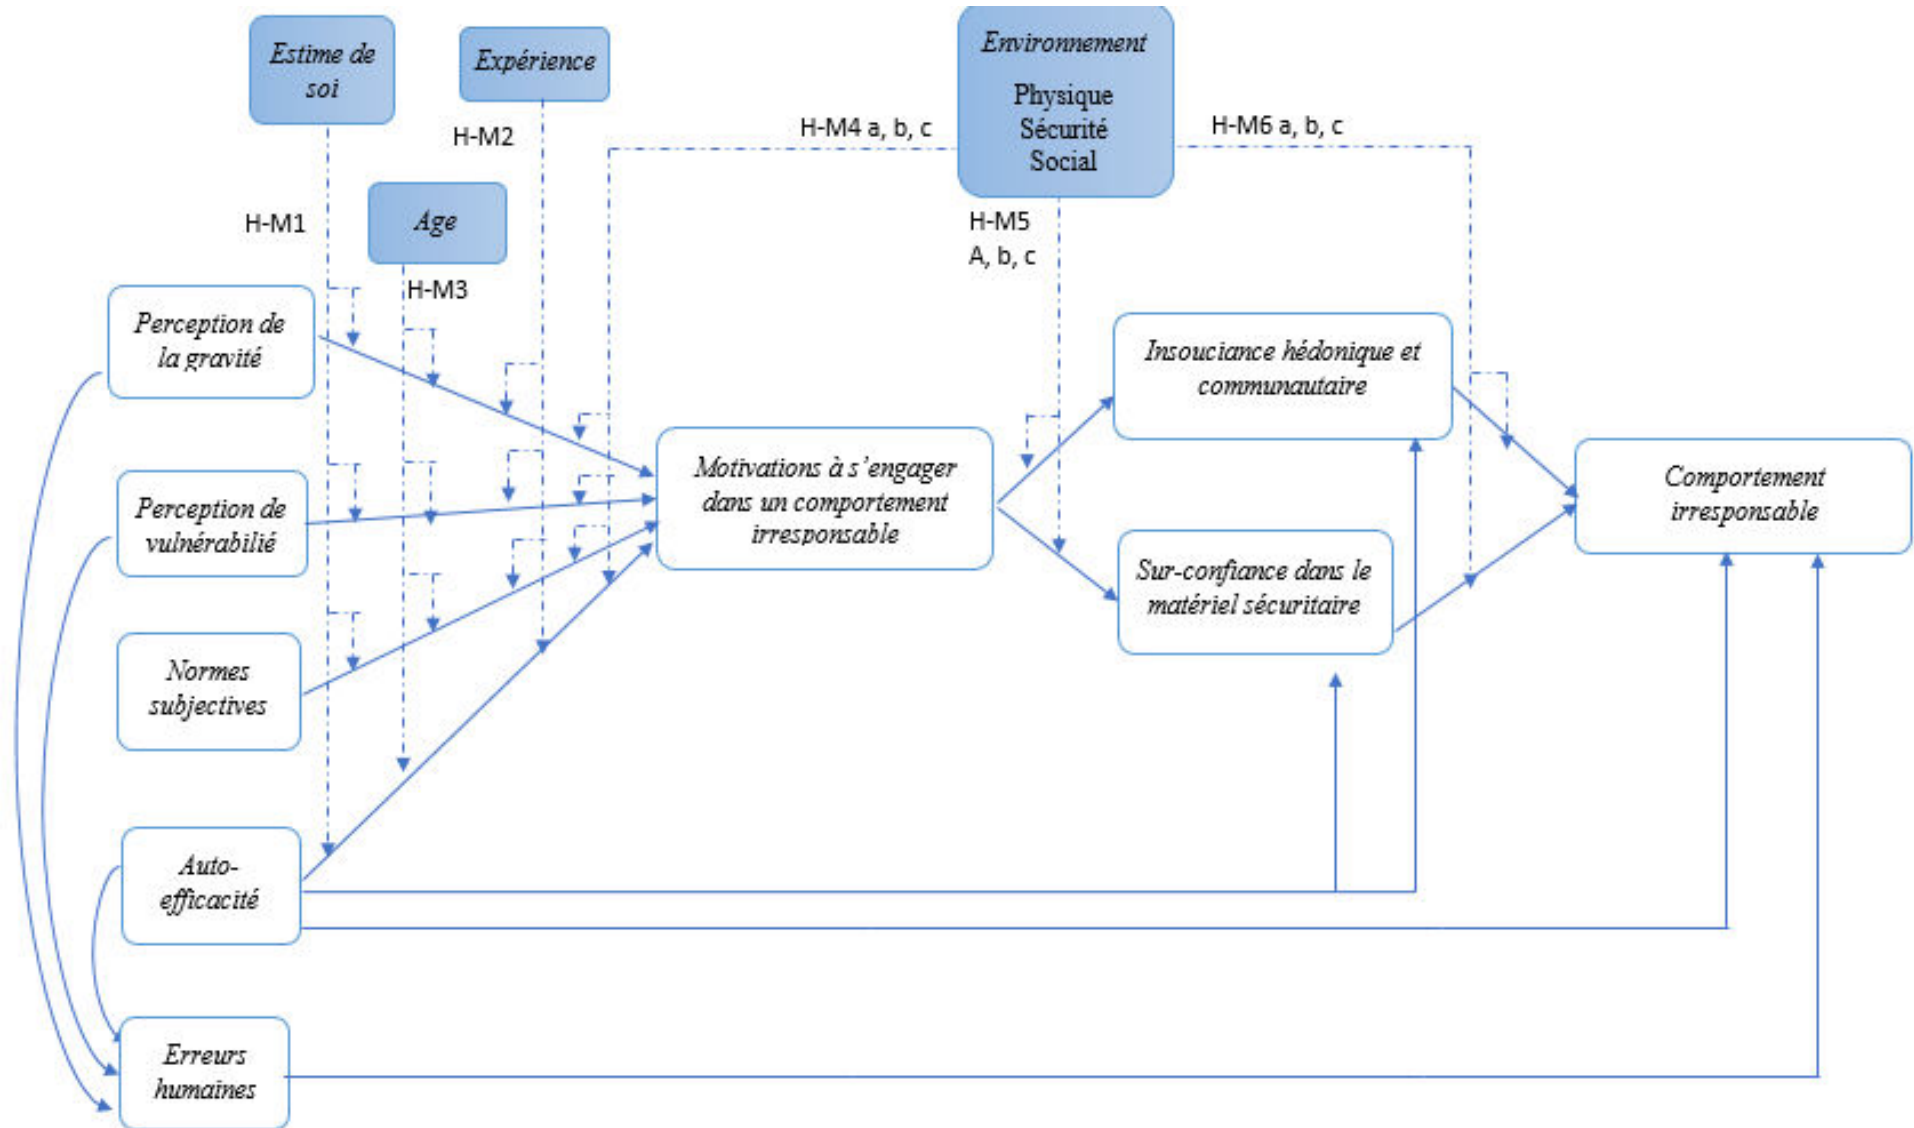 Estime de
soi
Expérience
Environnement
Physique
Sécurité
Social
H-M2
H-M4 a, b, c
H-M6 a, b, c
Age
H-M1
H-M5
A, b, c
H-M3
Perception de
la gravité
Insouciance hédonique et
communautaire
Motivations à s’engager
dans un comportement
irresponsable
Comportement
irresponsable
Perception de
vulnérabilié
Sur-confiance dans le
matériel sécuritaire
Normes
subjectives
Auto-
efficacité
Erreurs
humaines